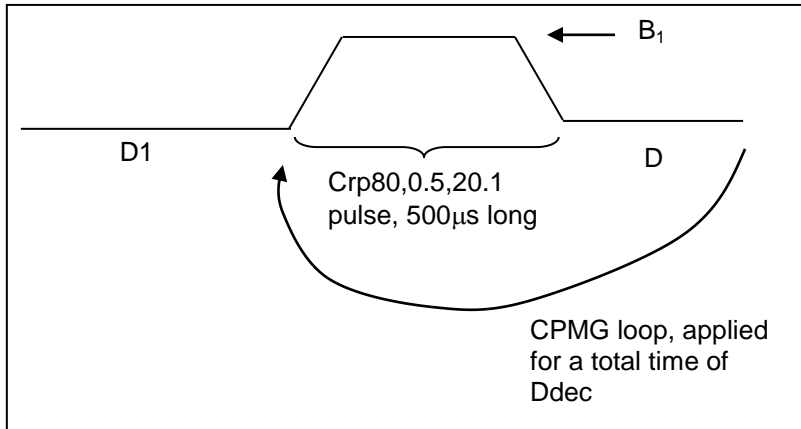 B₁
D1
D
Crp80,0.5,20.1
pulse, 500μs long
CPMG loop, applied
for a total time of
Ddec